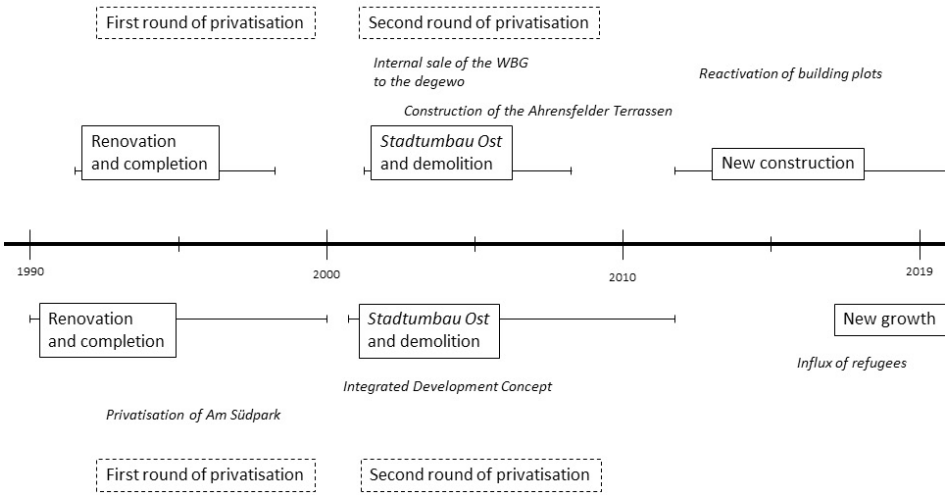 First round of privatisation
Second round of privatisation
Internal sale of the WBG
to the degewo
Reactivation of building plots
Construction of the Ahrensfelder Terrassen
Renovation
and completion
Stadtumbau Ost
and demolition
New construction
1990
2000
2010
2019
Renovation
and completion
Stadtumbau Ost
and demolition
New growth
Influx of refugees
Integrated Development Concept
Privatisation of Am Südpark
First round of privatisation
Second round of privatisation